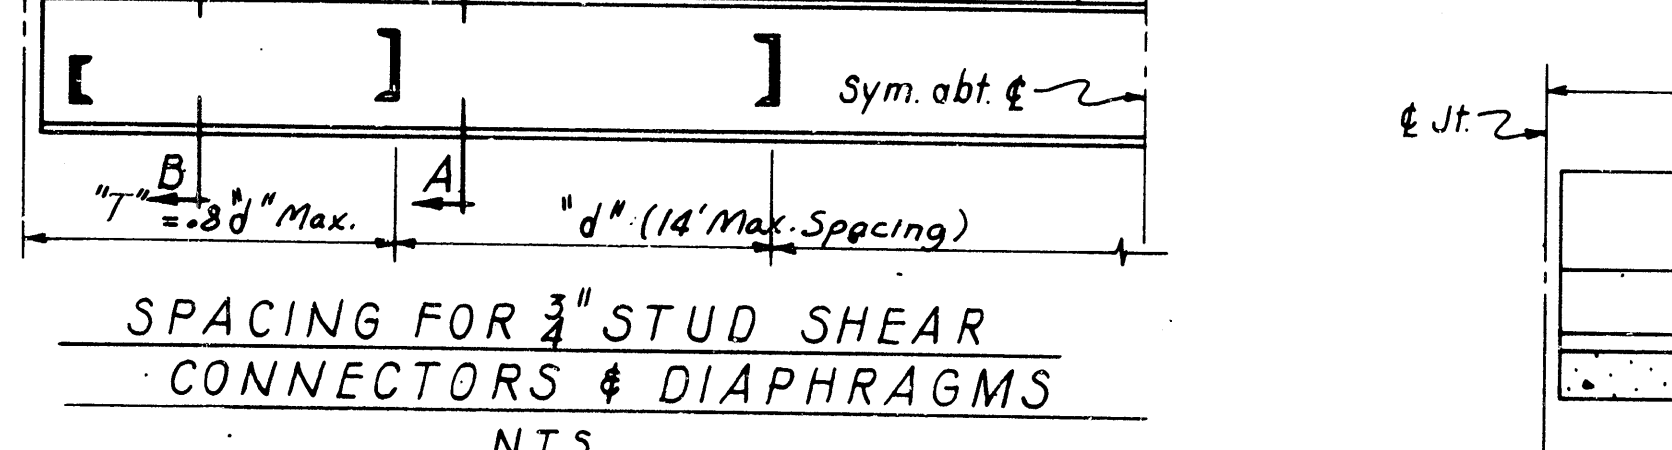 Sym. abt. ℄
℄ Jt.
B
A
"T"
= .8"d" Max.
"d" (14' Max. Spacing)
SPACING FOR 3/4" STUD SHEAR
CONNECTORS & DIAPHRAGMS
NTS